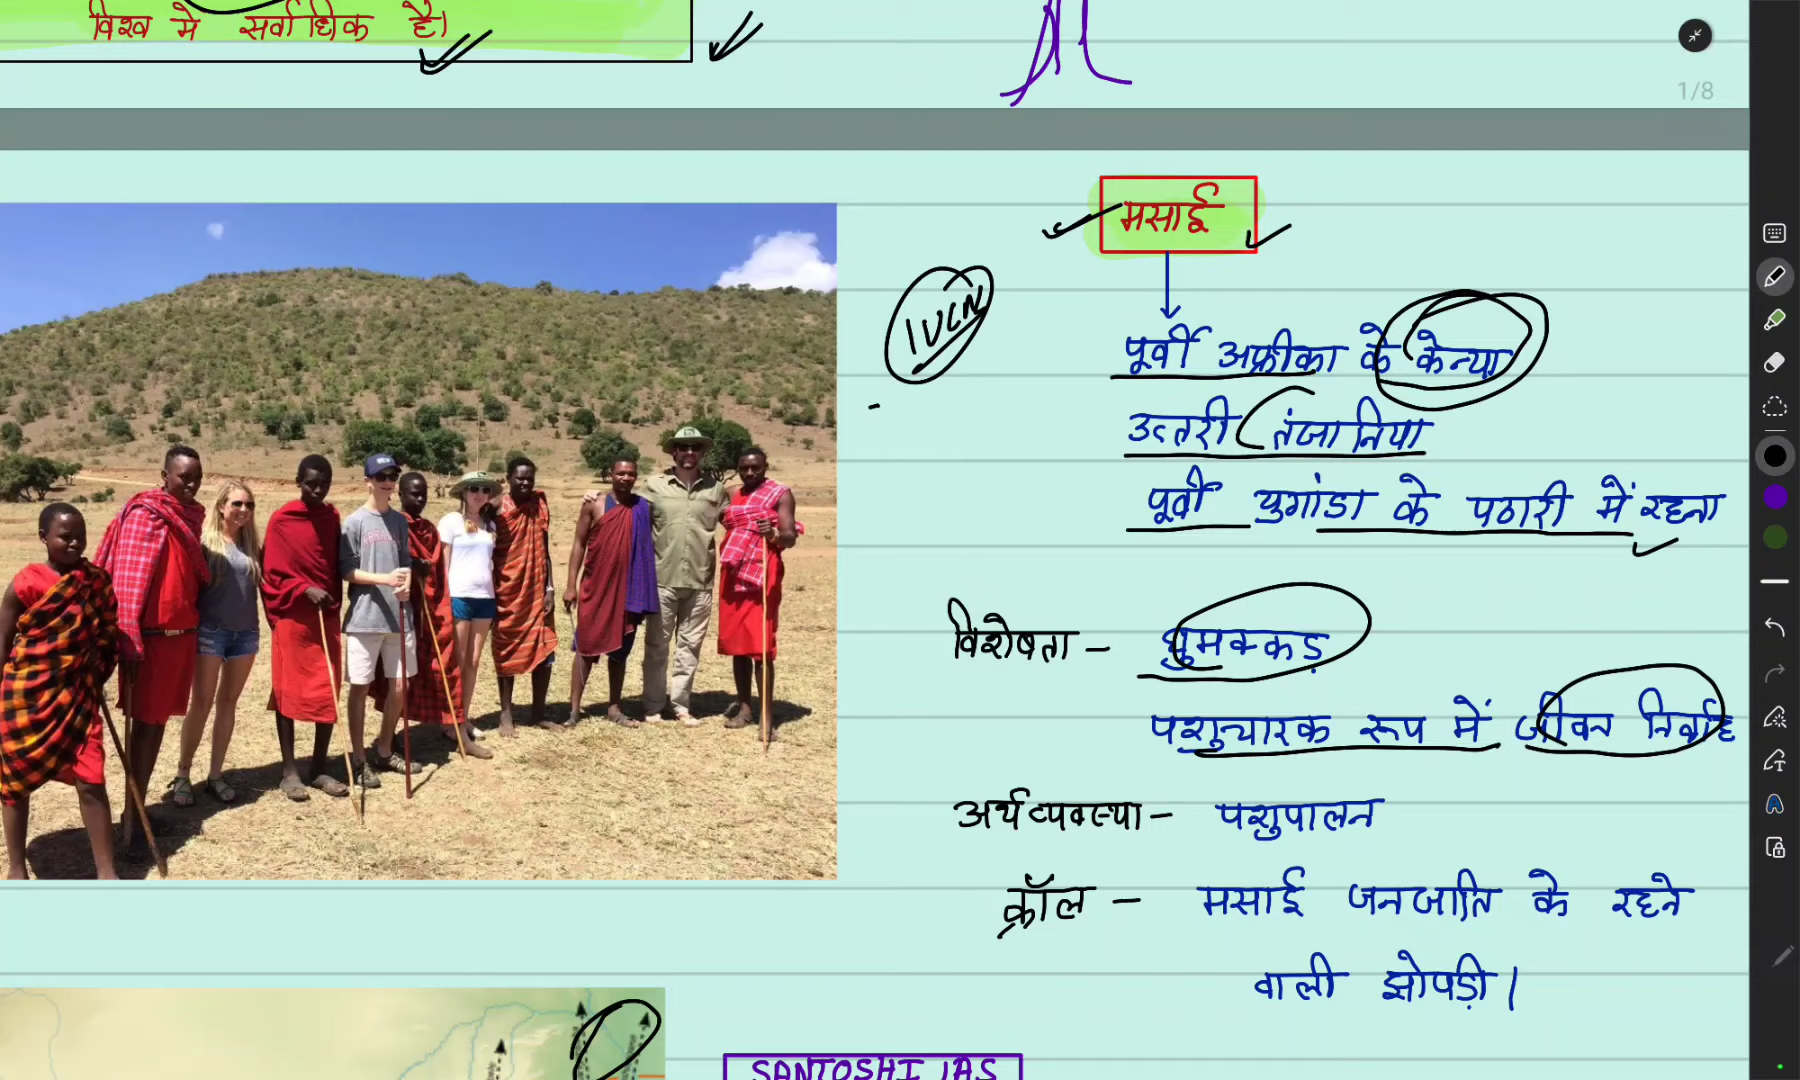 विश्व में सर्वाधिक है।
1/8
मसाई
IUCN
पूर्वी अफ्रीका के केन्या
उत्तरी तंजानिया
पूर्वी युगांडा के पठारी में रहना
विशेषता - घुमक्कड़
पशुचारक रूप में जीवन निर्वाह
अर्थव्यवस्था - पशुपालन
क्रॉल - मसाई जनजाति के रहने
वाली झोपड़ी।
SANTOSHI IAS